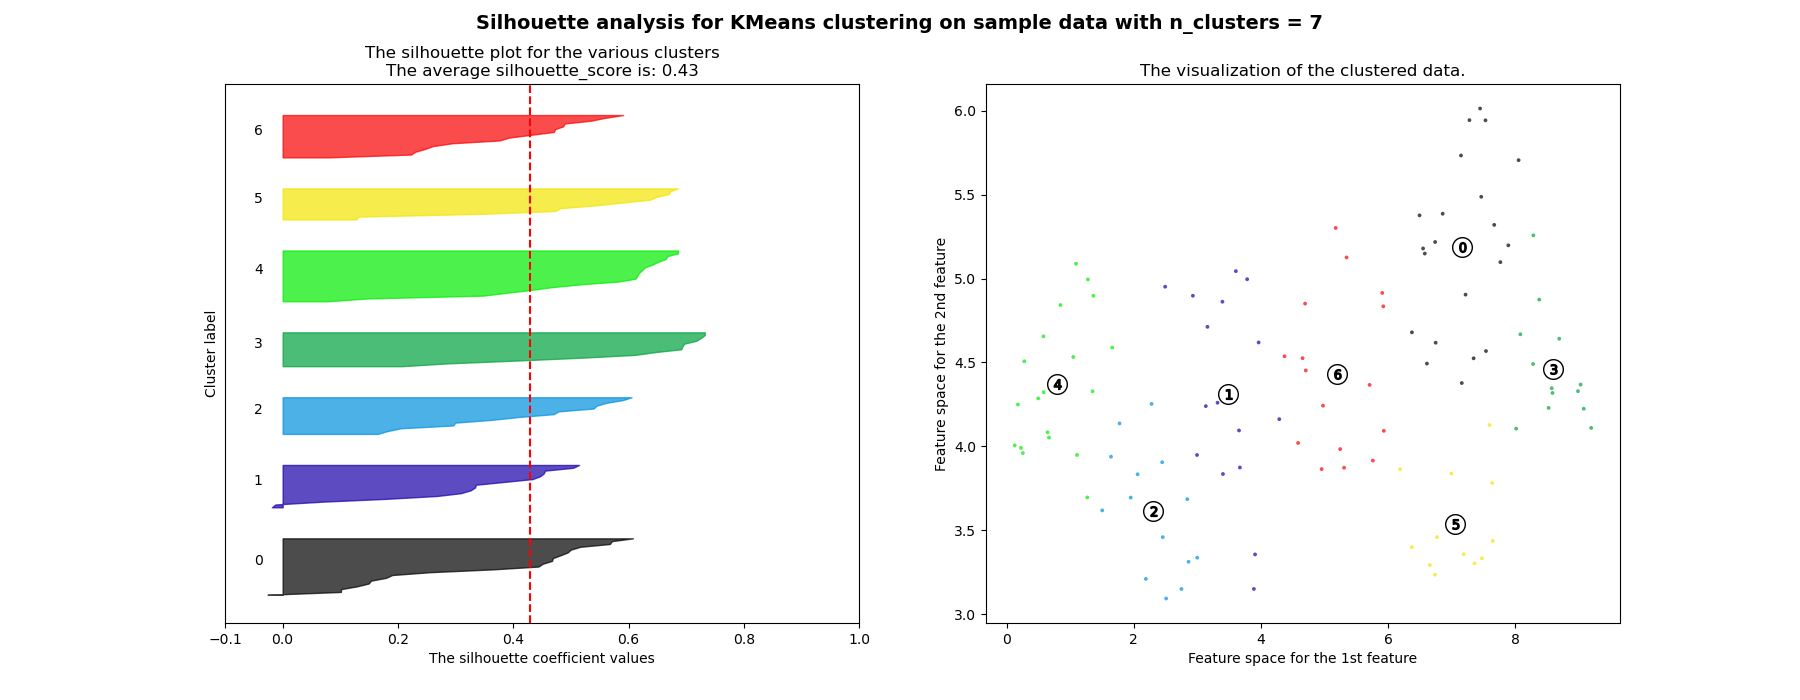 Silhouette analysis for KMeans clustering on sample data with n_clusters = 7
The silhouette plot for the various clusters
The average silhouette_score is: 0.43
6
5
4
3
2
1
0
Cluster label
−0.1 0.0 0.2 0.4 0.6 0.8 1.0
The silhouette coefficient values
The visualization of the clustered data.
6.0
5.5
5.0
4.5
4.0
3.5
3.0
Feature space for the 2nd feature
0
3
6
4
1
2
5
0 2 4 6 8
Feature space for the 1st feature